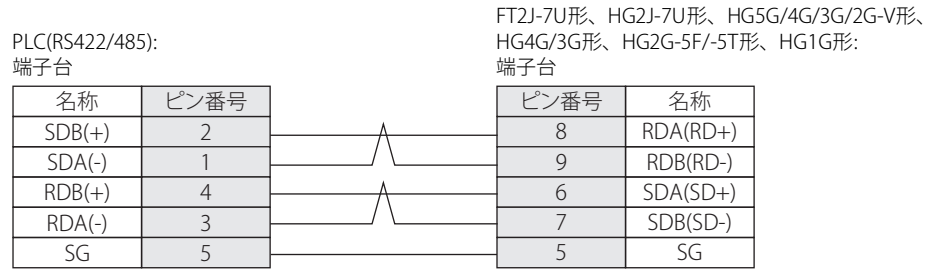 FT2J-7U形、HG2J-7U形、HG5G/4G/3G/2G-V形、
PLC(RS422/485): HG4G/3G形、HG2G-5F/-5T形、HG1G形:
端子台 端子台
名称 ピン番号 ピン番号 名称
SDB(+) 2 8 RDA(RD+)
SDA(-) 1 9 RDB(RD-)
RDB(+) 4 6 SDA(SD+)
RDA(-) 3 7 SDB(SD-)
SG 5 5 SG